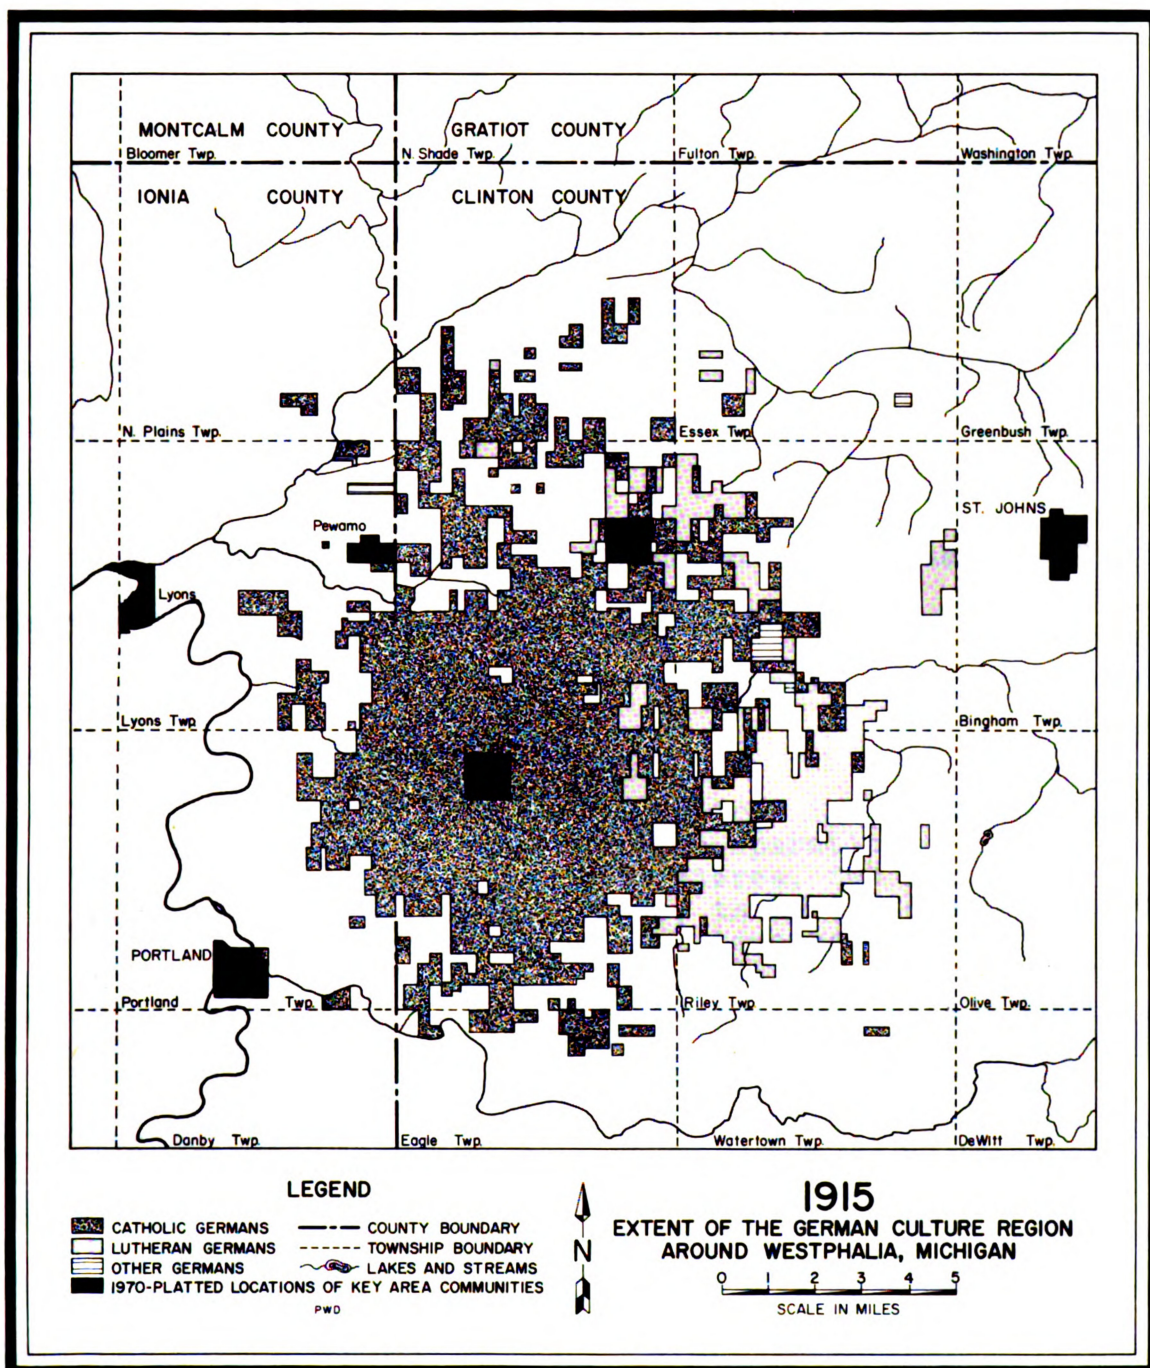 MONTCALM COUNTY
GRATIOT COUNTY
Bloomer Twp.
N. Shade Twp.
Fulton Twp.
Washington Twp.
IONIA COUNTY
CLINTON COUNTY
N. Plains Twp.
Essex Twp.
Greenbush Twp.
ST. JOHNS
Pewamo
Lyons
Lyons Twp.
Bingham Twp.
PORTLAND
Portland Twp.
Riley Twp.
Olive Twp.
Danby Twp.
Eagle Twp.
Watertown Twp.
DeWitt Twp.
LEGEND
CATHOLIC GERMANS
LUTHERAN GERMANS
OTHER GERMANS
1970-PLATTED LOCATIONS OF KEY AREA COMMUNITIES
COUNTY BOUNDARY
TOWNSHIP BOUNDARY
LAKES AND STREAMS
PWD
N
1915
EXTENT OF THE GERMAN CULTURE REGION
AROUND WESTPHALIA, MICHIGAN
0 1 2 3 4 5
SCALE IN MILES